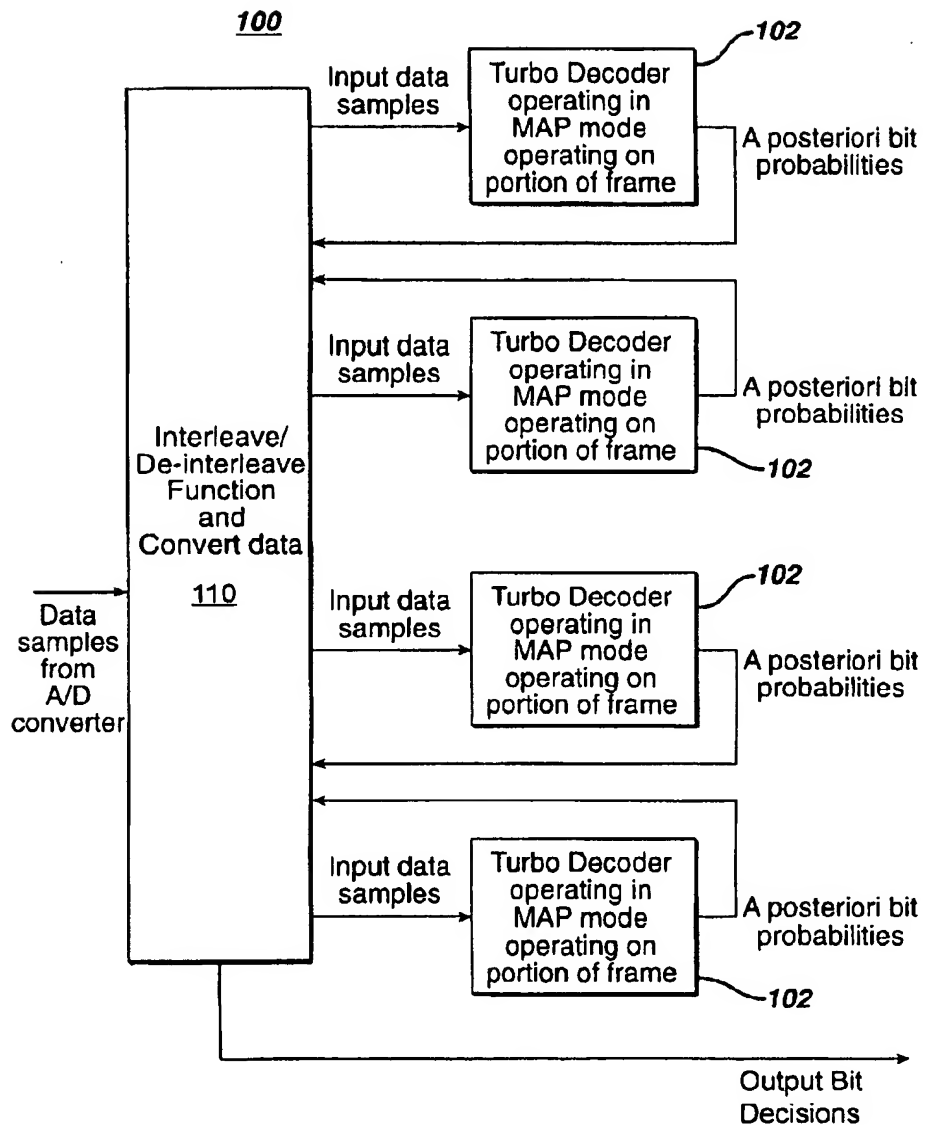 100
102
Input data
samples
Turbo Decoder
operating in
MAP mode
operating on
portion of frame
A posteriori bit
probabilities
Input data
samples
Turbo Decoder
operating in
MAP mode
operating on
portion of frame
A posteriori bit
probabilities
102
Interleave/
De-interleave
Function
and
Convert data
110
Data
samples
from
A/D
converter
102
Input data
samples
Turbo Decoder
operating in
MAP mode
operating on
portion of frame
A posteriori bit
probabilities
Input data
samples
Turbo Decoder
operating in
MAP mode
operating on
portion of frame
A posteriori bit
probabilities
102
Output Bit
Decisions